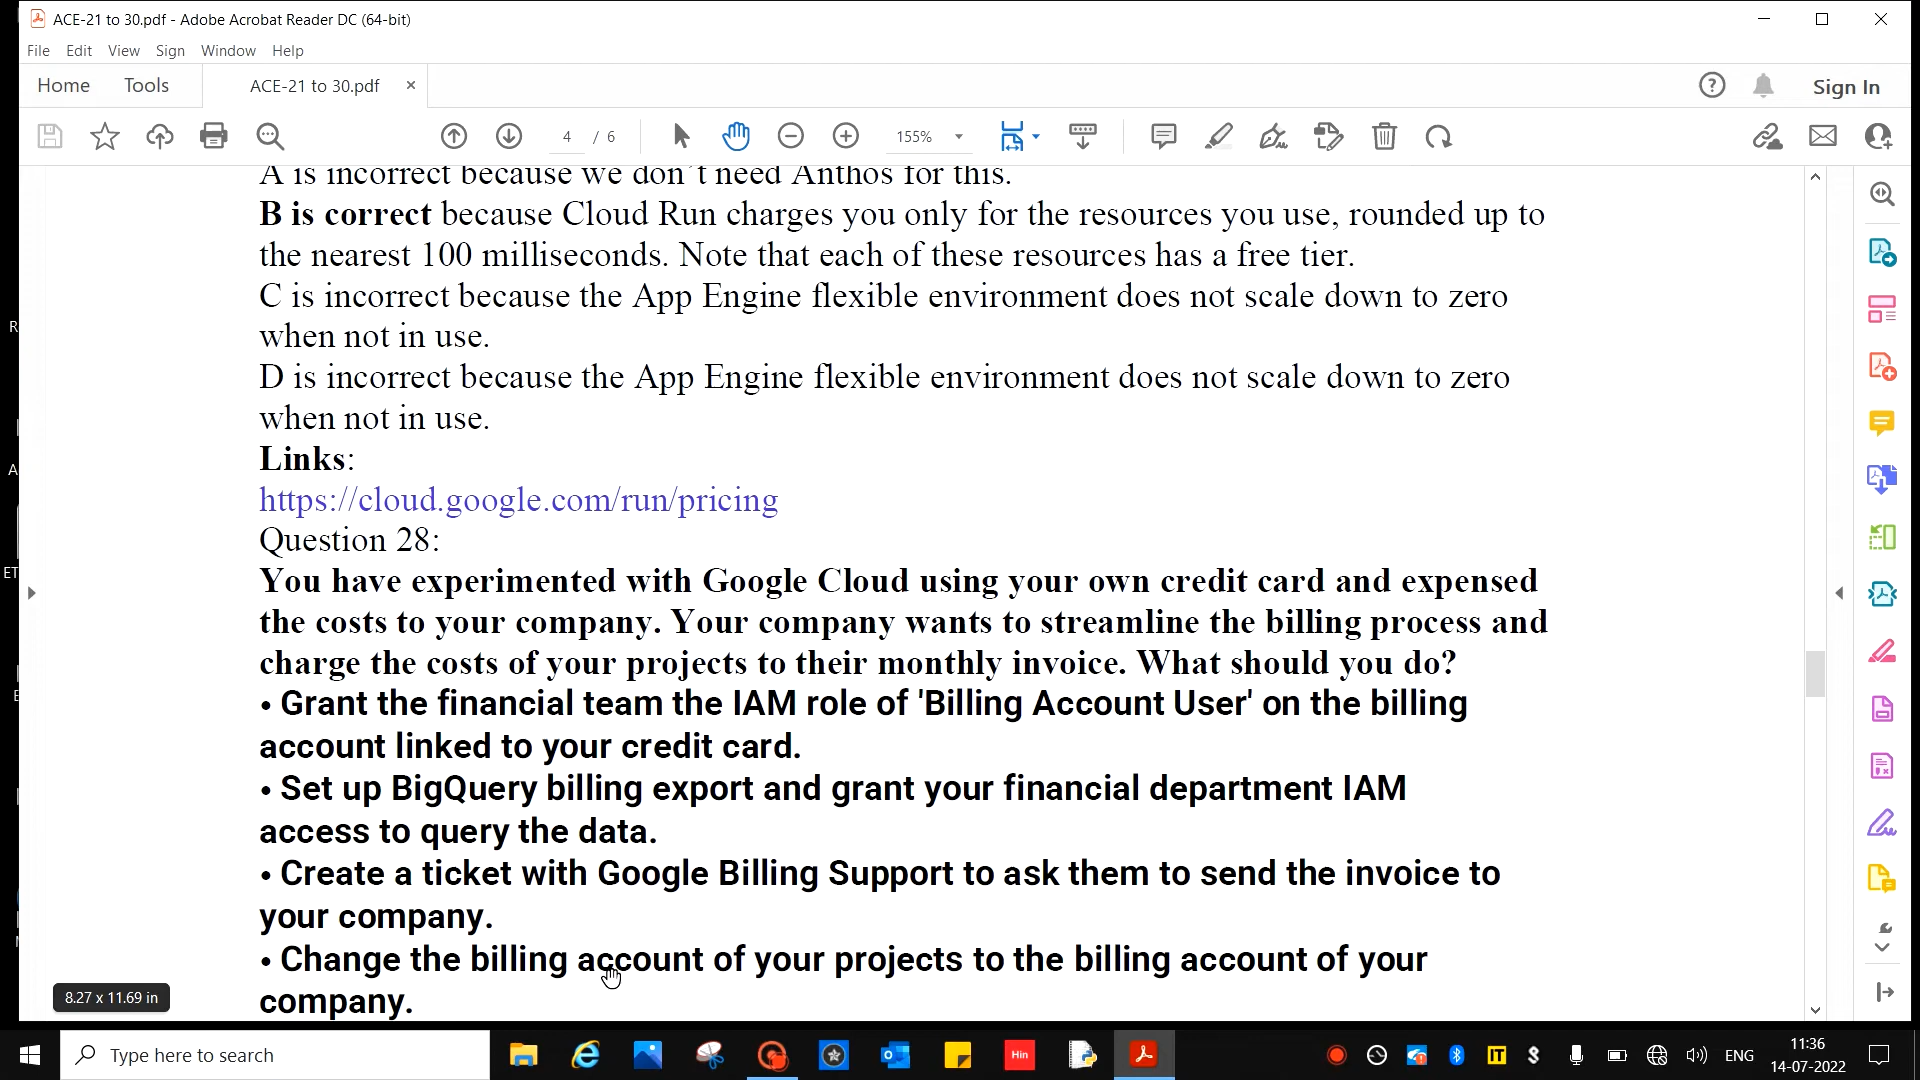 ACE-21 to 30.pdf - Adobe Acrobat Reader DC (64-bit)
File Edit View Sign Window Help
Home Tools ACE-21 to 30.pdf × Sign In
4 / 6 155%
A is incorrect because we don't need Anthos for this.
B is correct because Cloud Run charges you only for the resources you use, rounded up to
the nearest 100 milliseconds. Note that each of these resources has a free tier.
C is incorrect because the App Engine flexible environment does not scale down to zero
when not in use.
D is incorrect because the App Engine flexible environment does not scale down to zero
when not in use.
Links:
https://cloud.google.com/run/pricing
Question 28:
You have experimented with Google Cloud using your own credit card and expensed
the costs to your company. Your company wants to streamline the billing process and
charge the costs of your projects to their monthly invoice. What should you do?
• Grant the financial team the IAM role of 'Billing Account User' on the billing
account linked to your credit card.
• Set up BigQuery billing export and grant your financial department IAM
access to query the data.
• Create a ticket with Google Billing Support to ask them to send the invoice to
your company.
• Change the billing account of your projects to the billing account of your
company.
8.27 x 11.69 in
Type here to search
Hin
IT
ENG
11:36
14-07-2022